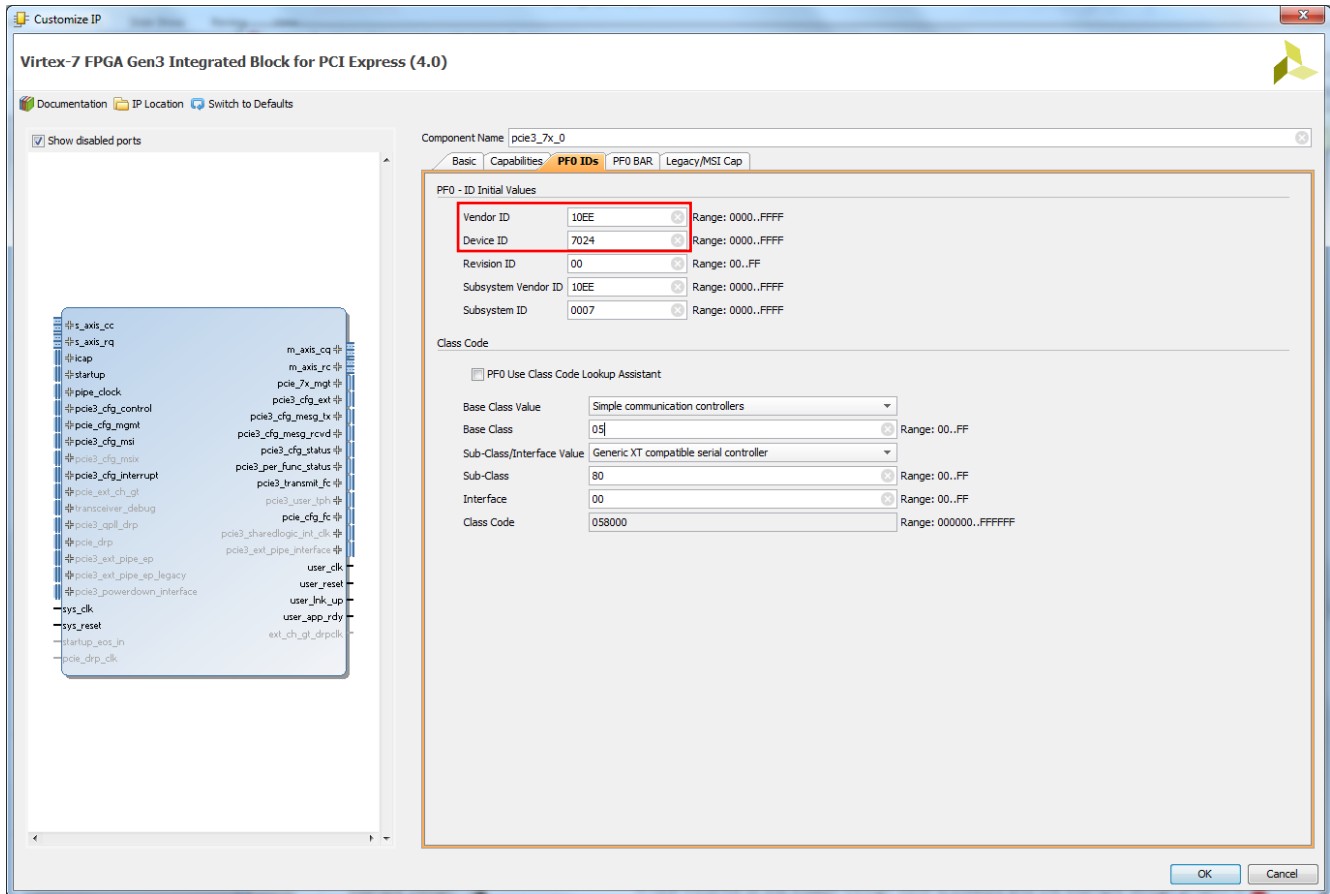 Customize IP
Virtex-7 FPGA Gen3 Integrated Block for PCI Express (4.0)
Documentation IP Location Switch to Defaults
Show disabled ports
s_axis_cc
s_axis_rq
icap
startup
pipe_clock
pcie3_cfg_control
pcie_cfg_mgmt
pcie3_cfg_msi
pcie3_cfg_msix
pcie3_cfg_interrupt
pcie_ext_ch_gt
transceiver_debug
pcie3_qpll_drp
pcie_drp
pcie3_ext_pipe_ep
pcie3_ext_pipe_ep_legacy
pcie3_powerdown_interface
sys_clk
sys_reset
startup_eos_in
pcie_drp_clk
m_axis_cq
m_axis_rc
pcie_7x_mgt
pcie3_cfg_ext
pcie3_cfg_mesg_tx
pcie3_cfg_mesg_rcvd
pcie3_cfg_status
pcie3_per_func_status
pcie3_transmit_fc
pcie3_user_tph
pcie_cfg_fc
pcie3_sharedlogic_int_clk
pcie3_ext_pipe_interface
user_clk
user_reset
user_lnk_up
user_app_rdy
ext_ch_gt_drpclk
Component Name pcie3_7x_0
Basic Capabilities PF0 IDs PF0 BAR Legacy/MSI Cap
PF0 - ID Initial Values
Vendor ID 10EE Range: 0000..FFFF
Device ID 7024 Range: 0000..FFFF
Revision ID 00 Range: 00..FF
Subsystem Vendor ID 10EE Range: 0000..FFFF
Subsystem ID 0007 Range: 0000..FFFF
Class Code
PF0 Use Class Code Lookup Assistant
Base Class Value Simple communication controllers
Base Class 05 Range: 00..FF
Sub-Class/Interface Value Generic XT compatible serial controller
Sub-Class 80 Range: 00..FF
Interface 00 Range: 00..FF
Class Code 058000 Range: 000000..FFFFFF
OK Cancel